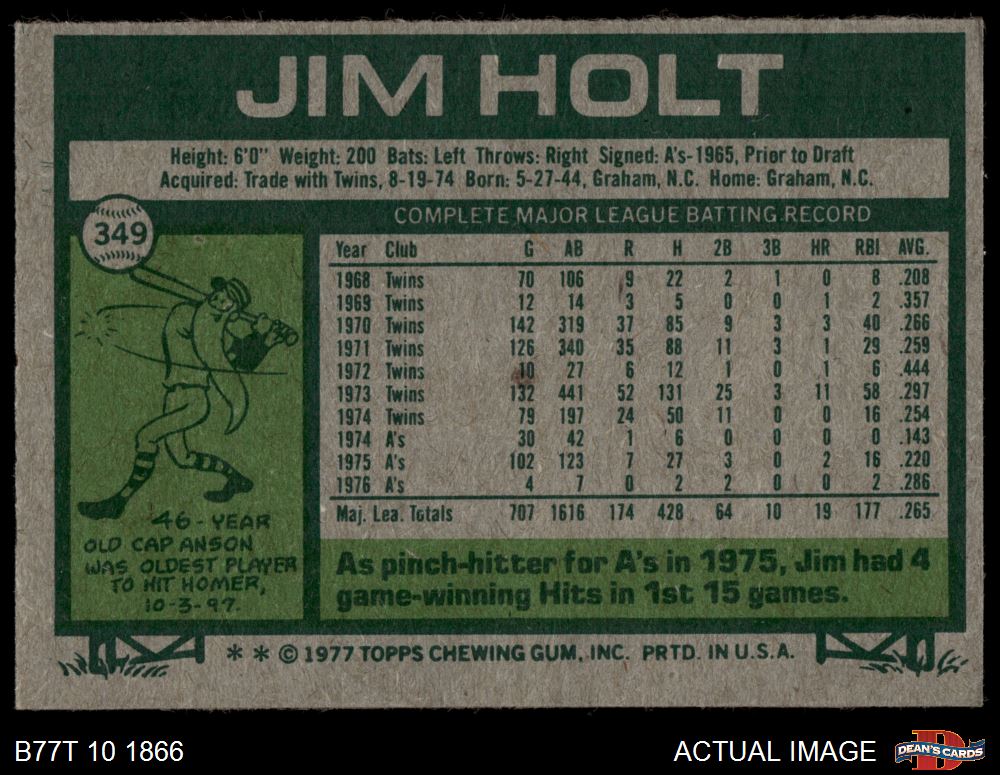 JIM HOLT
Height: 6'0" Weight: 200 Bats: Left Throws: Right Signed: A's-1965, Prior to Draft
Acquired: Trade with Twins, 8-19-74 Born: 5-27-44, Graham, N.C. Home: Graham, N.C.
349
COMPLETE MAJOR LEAGUE BATTING RECORD
Year Club G AB R H 2B 3B HR RBI AVG.
1968 Twins 70 106 9 22 2 1 0 8 .208
1969 Twins 12 14 3 5 0 0 1 2 .357
1970 Twins 142 319 37 85 9 3 3 40 .266
1971 Twins 126 340 35 88 11 3 1 29 .259
1972 Twins 10 27 6 12 1 0 1 6 .444
1973 Twins 132 441 52 131 25 3 11 58 .297
1974 Twins 79 197 24 50 11 0 0 16 .254
1974 A's 30 42 1 6 0 0 0 0 .143
1975 A's 102 123 7 27 3 0 2 16 .220
1976 A's 4 7 0 2 2 0 0 2 .286
Maj. Lea. Totals 707 1616 174 428 64 10 19 177 .265
46-YEAR
OLD CAP ANSON
WAS OLDEST PLAYER
TO HIT HOMER,
10-3-97.
As pinch-hitter for A's in 1975, Jim had 4
game-winning Hits in 1st 15 games.
* * © 1977 TOPPS CHEWING GUM, INC. PRTD. IN U.S.A.
B77T 10 1866
ACTUAL IMAGE
D
DEAN'S CARDS